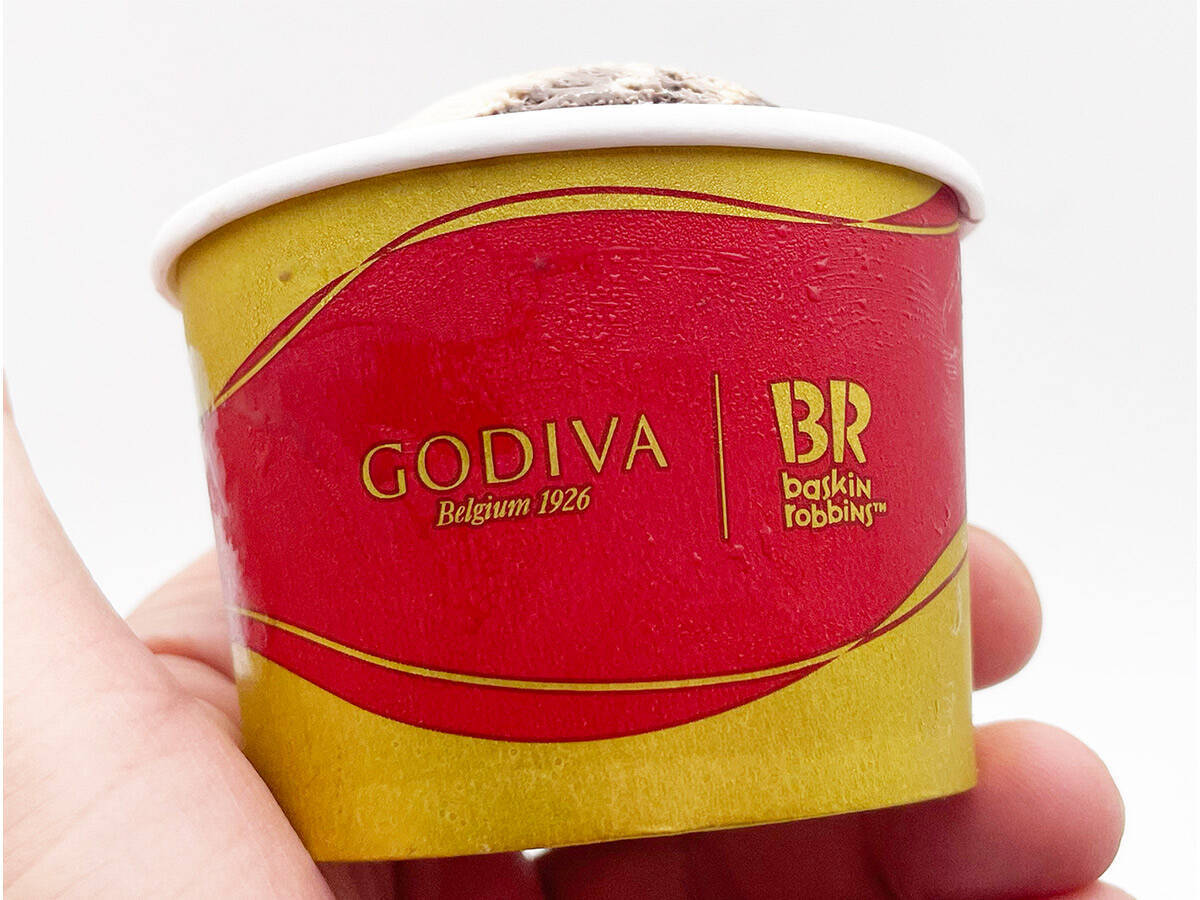 GODIVA
Belgium 1926
BR
baskin
robbins™